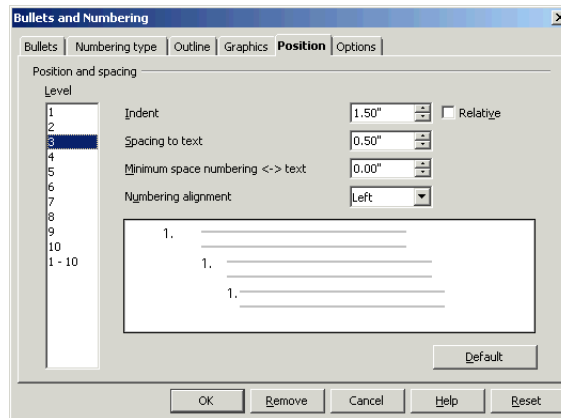 Bullets and Numbering
Bullets Numbering type Outline Graphics Position Options
Position and spacing
Level
1
2
3
4
5
6
7
8
9
10
1 - 10
Indent 1.50" Relative
Spacing to text 0.50"
Minimum space numbering <-> text 0.00"
Numbering alignment Left
1.
1.
1.
Default
OK Remove Cancel Help Reset